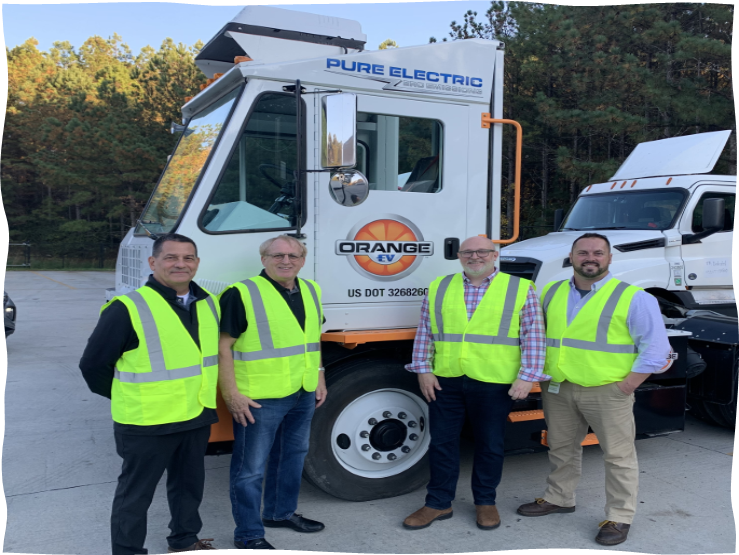 PURE ELECTRIC
ZERO EMISSIONS
ORANGE
EV
US DOT 3268260